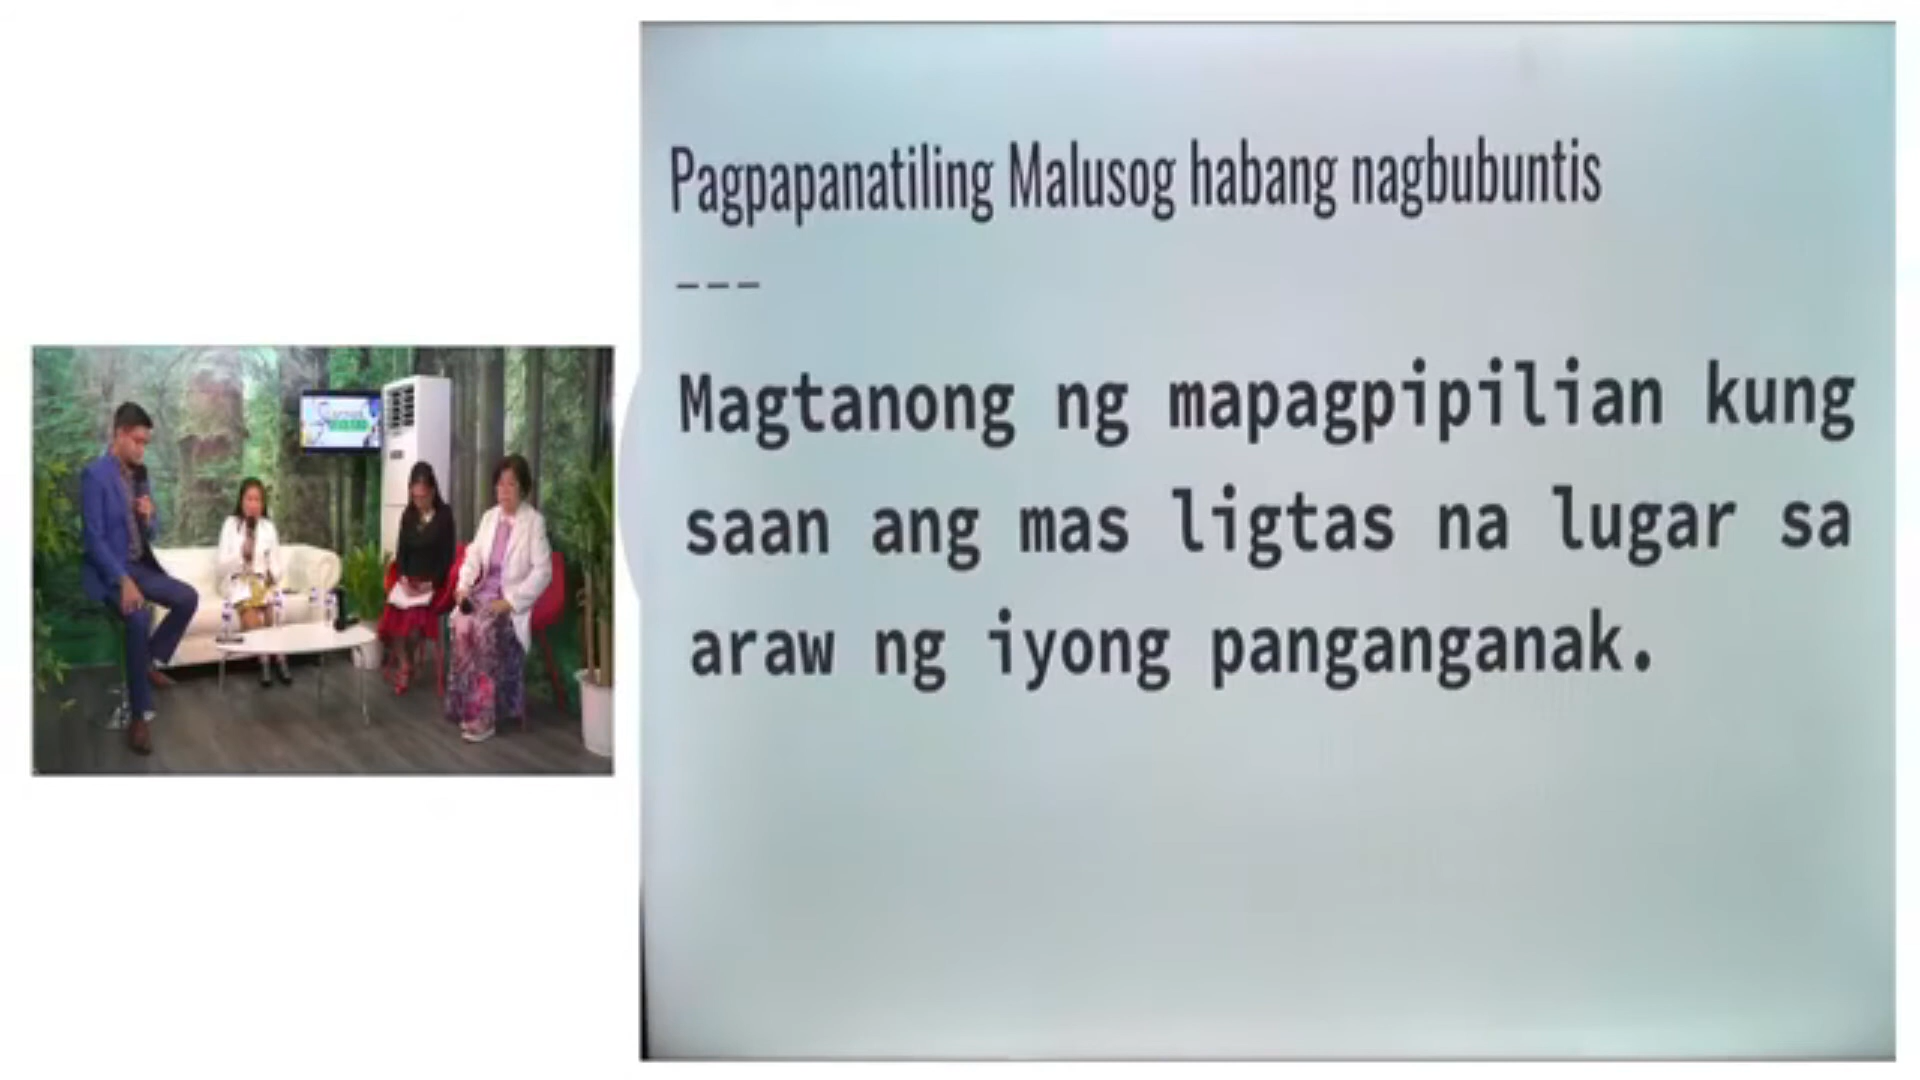 Pagpapanatiling Malusog habang nagbubuntis
---
Magtanong ng mapagpipilian kung
saan ang mas ligtas na lugar sa
araw ng iyong panganganak.